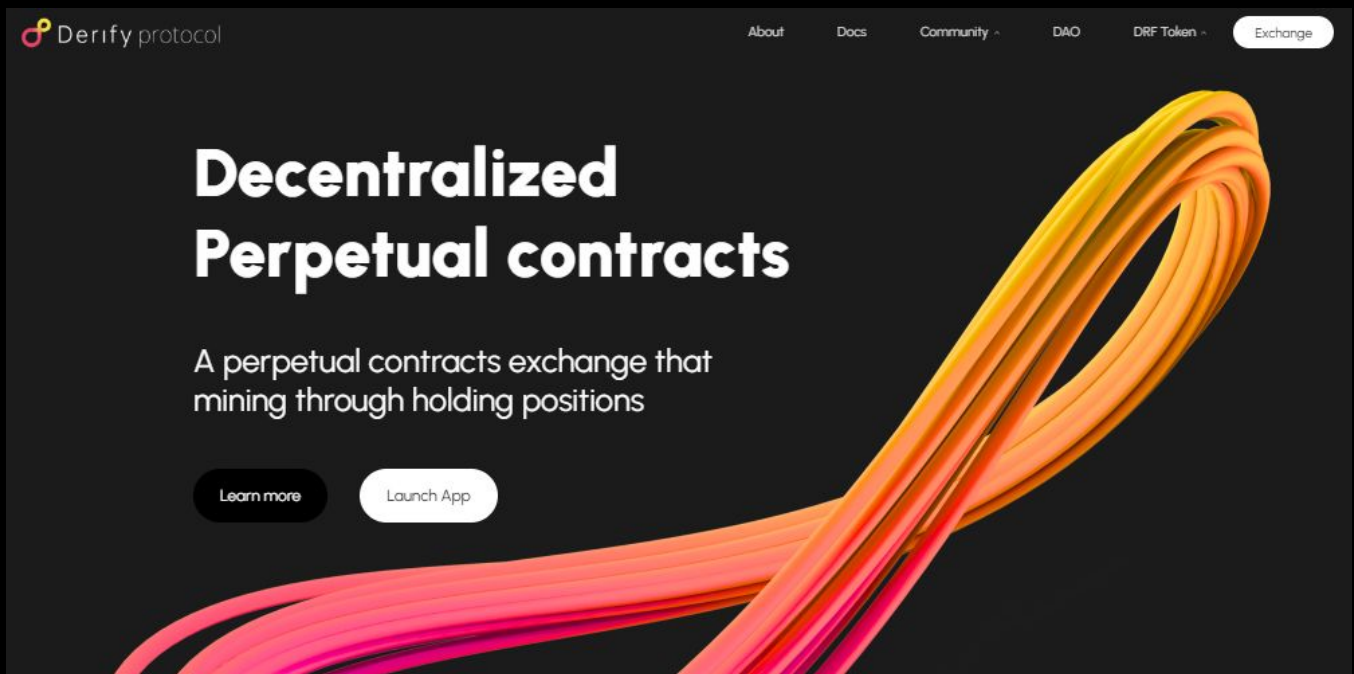 Derify protocol
About
Docs
Community
DAO
DRF Token
Exchange
Decentralized
Perpetual contracts
A perpetual contracts exchange that
mining through holding positions
Learn more
Launch App